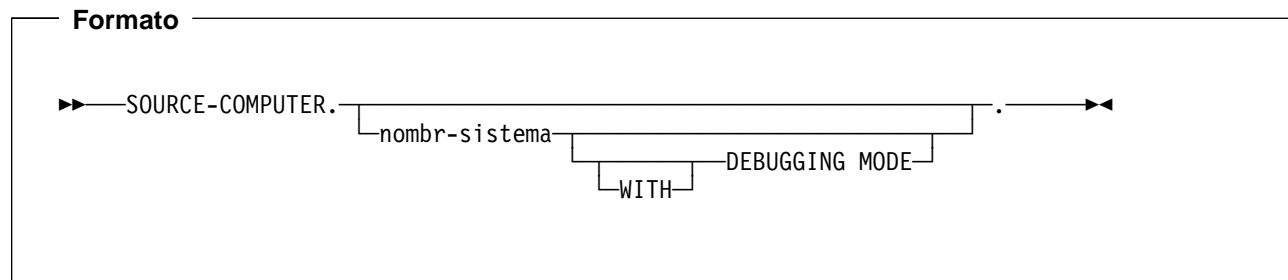 Formato
SOURCE-COMPUTER. .
nombr-sistema
DEBUGGING MODE
WITH